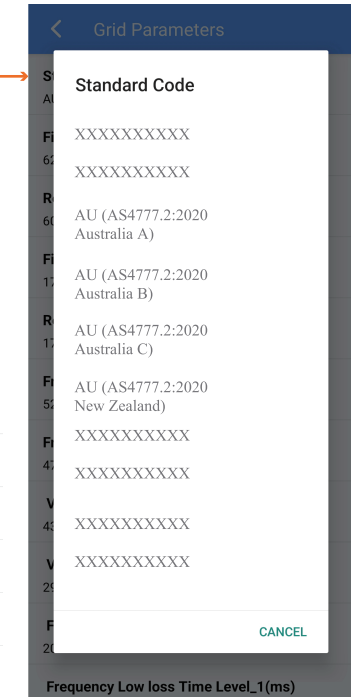 Grid Parameters
Standard Code
XXXXXXXXXX
XXXXXXXXXX
AU (AS4777.2:2020
Australia A)
AU (AS4777.2:2020
Australia B)
AU (AS4777.2:2020
Australia C)
AU (AS4777.2:2020
New Zealand)
XXXXXXXXXX
XXXXXXXXXX
XXXXXXXXXX
XXXXXXXXXX
CANCEL
Frequency Low loss Time Level_1(ms)